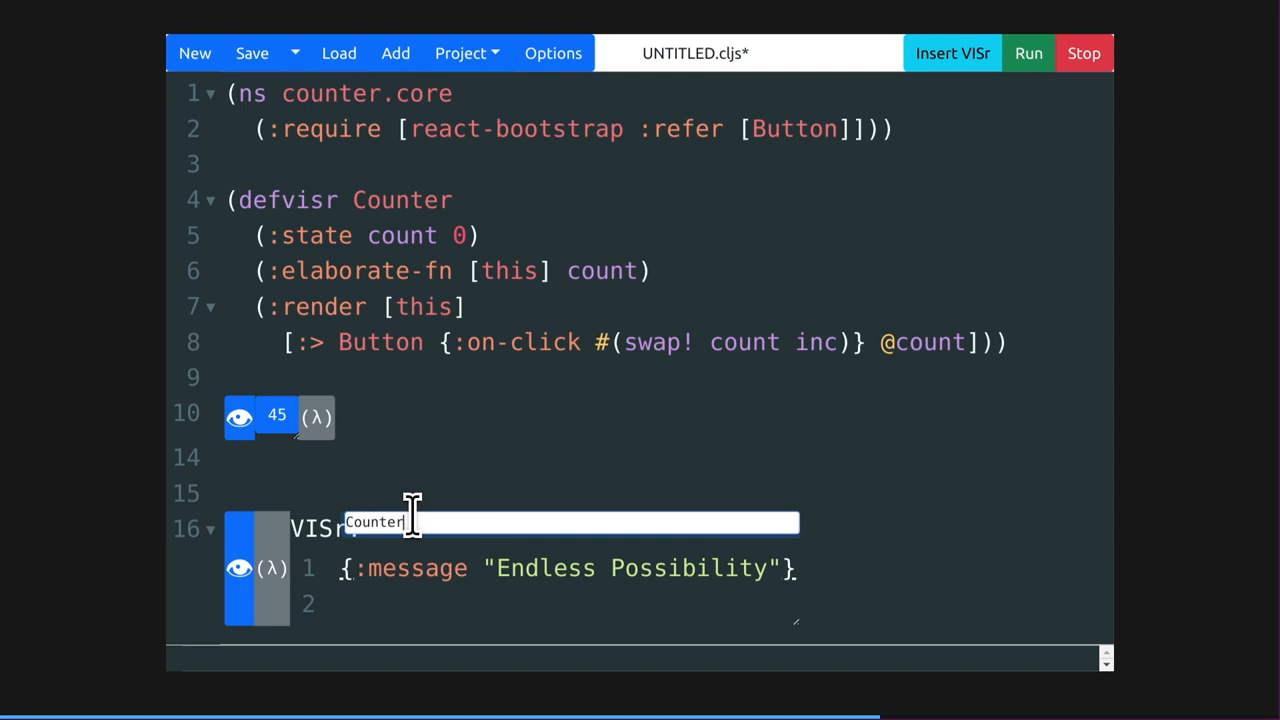 New Save Load Add Project Options UNTITLED.cljs* Insert VISr Run Stop
1 (ns counter.core
2 (:require [react-bootstrap :refer [Button]]))
3
4 (defvisr Counter
5 (:state count 0)
6 (:elaborate-fn [this] count)
7 (:render [this]
8 [:> Button {:on-click #(swap! count inc)} @count]))
9
10 45 (λ)
14
15
16 VISr: Counter
(λ) 1 {:message "Endless Possibility"}
2